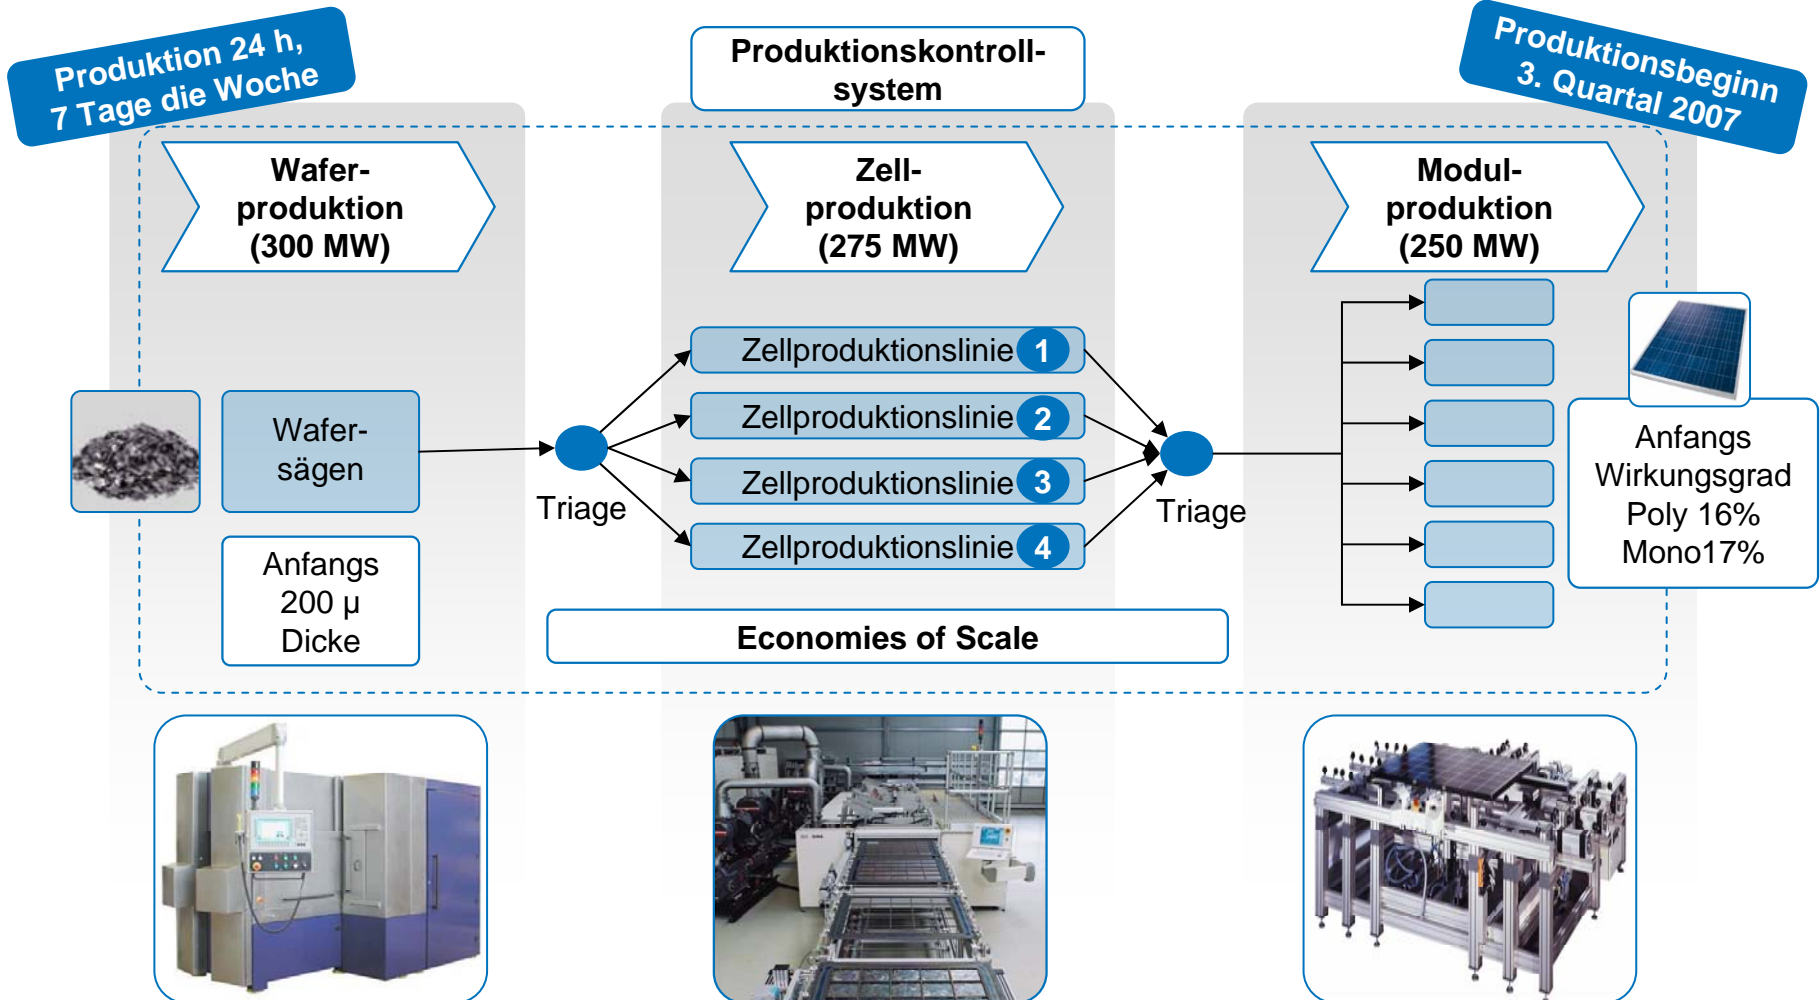 Produktion 24 h,
7 Tage die Woche
Produktionskontroll-
system
Produktionsbeginn
3. Quartal 2007
Wafer-
produktion
(300 MW)
Zell-
produktion
(275 MW)
Modul-
produktion
(250 MW)
Wafer-
sägen
Anfangs
200 µ
Dicke
Triage
Zellproduktionslinie 1
Zellproduktionslinie 2
Zellproduktionslinie 3
Zellproduktionslinie 4
Triage
Anfangs
Wirkungsgrad
Poly 16%
Mono17%
Economies of Scale